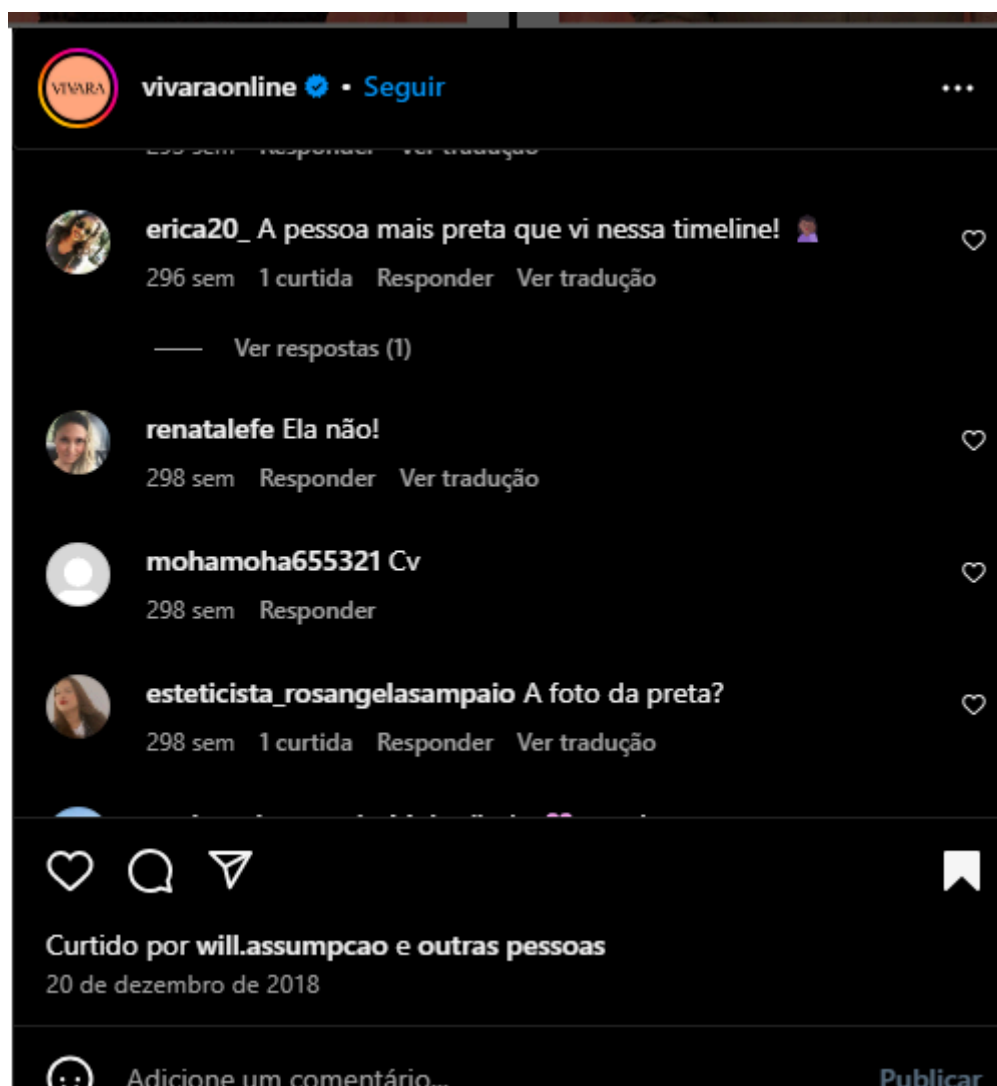 VIVARA
vivaraonline • Seguir
Responder Ver tradução
erica20_ A pessoa mais preta que vi nessa timeline! 🤦🏾‍♀️
296 sem 1 curtida Responder Ver tradução
Ver respostas (1)
renatalefe Ela não!
298 sem Responder Ver tradução
mohamoha655321 Cv
298 sem Responder
esteticista_rosangelasampaio A foto da preta?
298 sem 1 curtida Responder Ver tradução
Curtido por will.assumpcao e outras pessoas
20 de dezembro de 2018
Adicione um comentário...
Publicar